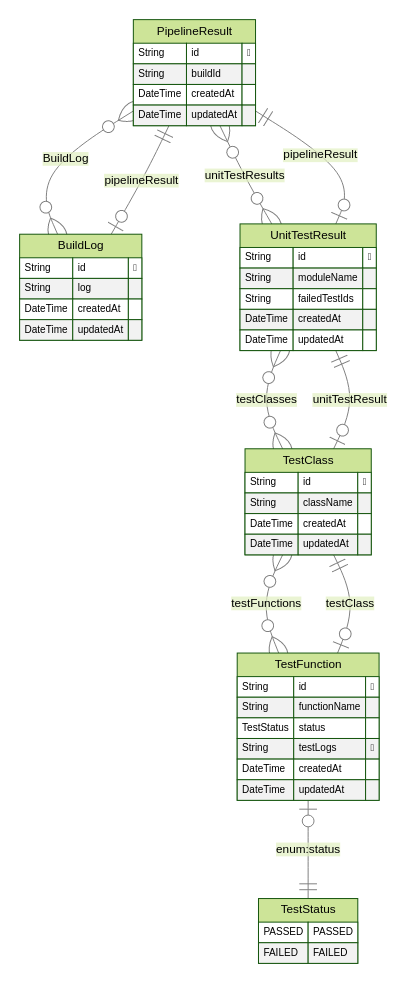 PipelineResult
String id
String buildId
DateTime createdAt
DateTime updatedAt
BuildLog
pipelineResult
unitTestResults
pipelineResult
BuildLog
String id
String log
DateTime createdAt
DateTime updatedAt
UnitTestResult
String id
String moduleName
String failedTestIds
DateTime createdAt
DateTime updatedAt
testClasses
unitTestResult
TestClass
String id
String className
DateTime createdAt
DateTime updatedAt
testFunctions
testClass
TestFunction
String id
String functionName
TestStatus status
String testLogs
DateTime createdAt
DateTime updatedAt
enum:status
TestStatus
PASSED PASSED
FAILED FAILED